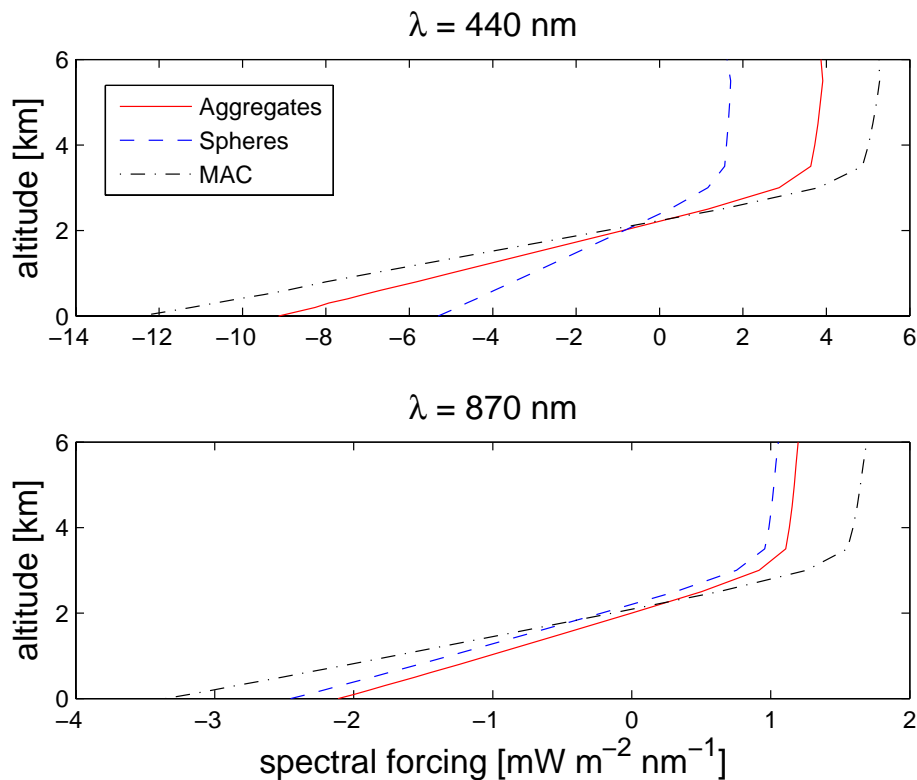 λ = 440 nm
altitude [km]
6
4
2
0
Aggregates
Spheres
MAC
−14 −12 −10 −8 −6 −4 −2 0 2 4 6
λ = 870 nm
altitude [km]
6
4
2
0
−4 −3 −2 −1 0 1 2
spectral forcing [mW m⁻² nm⁻¹]